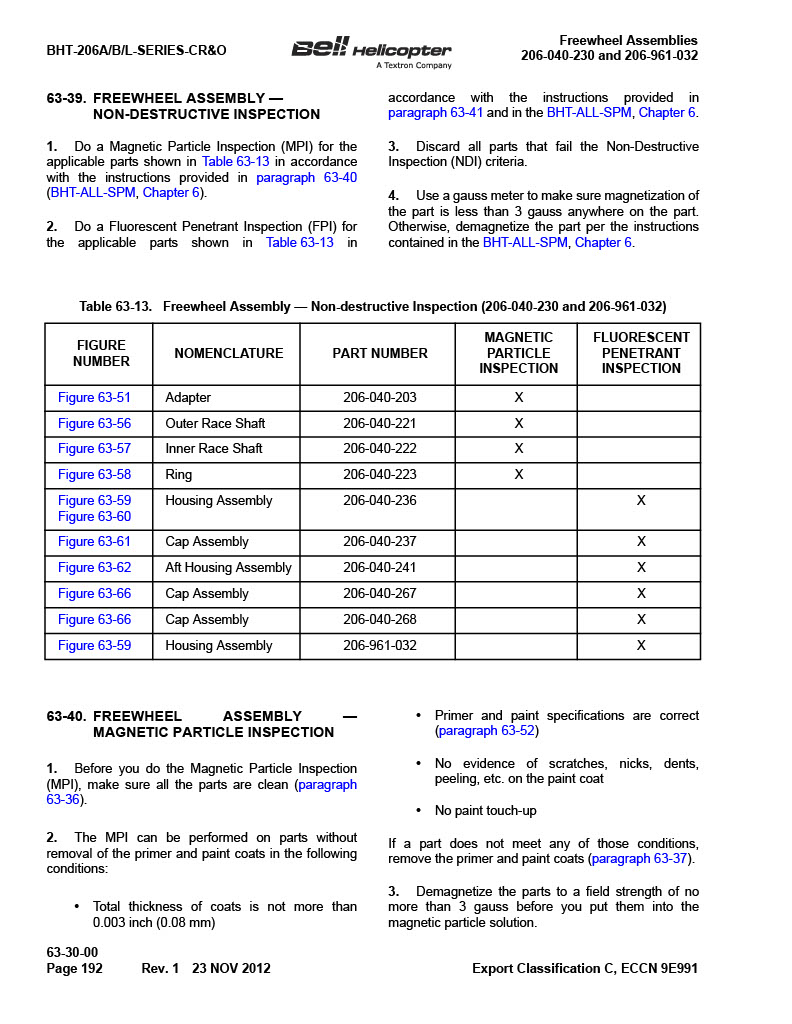 BHT-206A/B/L-SERIES-CR&O
Bell Helicopter
A Textron Company
Freewheel Assemblies
206-040-230 and 206-961-032
63-39. FREEWHEEL ASSEMBLY —
NON-DESTRUCTIVE INSPECTION
1. Do a Magnetic Particle Inspection (MPI) for the
applicable parts shown in Table 63-13 in accordance
with the instructions provided in paragraph 63-40
(BHT-ALL-SPM, Chapter 6).
2. Do a Fluorescent Penetrant Inspection (FPI) for
the applicable parts shown in Table 63-13 in
accordance with the instructions provided in
paragraph 63-41 and in the BHT-ALL-SPM, Chapter 6.
3. Discard all parts that fail the Non-Destructive
Inspection (NDI) criteria.
4. Use a gauss meter to make sure magnetization of
the part is less than 3 gauss anywhere on the part.
Otherwise, demagnetize the part per the instructions
contained in the BHT-ALL-SPM, Chapter 6.
Table 63-13. Freewheel Assembly — Non-destructive Inspection (206-040-230 and 206-961-032)
FIGURE
NUMBER
NOMENCLATURE
PART NUMBER
MAGNETIC
PARTICLE
INSPECTION
FLUORESCENT
PENETRANT
INSPECTION
Figure 63-51 Adapter 206-040-203 X
Figure 63-56 Outer Race Shaft 206-040-221 X
Figure 63-57 Inner Race Shaft 206-040-222 X
Figure 63-58 Ring 206-040-223 X
Figure 63-59 Housing Assembly 206-040-236 X
Figure 63-60
Figure 63-61 Cap Assembly 206-040-237 X
Figure 63-62 Aft Housing Assembly 206-040-241 X
Figure 63-66 Cap Assembly 206-040-267 X
Figure 63-66 Cap Assembly 206-040-268 X
Figure 63-59 Housing Assembly 206-961-032 X
63-40. FREEWHEEL ASSEMBLY —
MAGNETIC PARTICLE INSPECTION
1. Before you do the Magnetic Particle Inspection
(MPI), make sure all the parts are clean (paragraph
63-36).
2. The MPI can be performed on parts without
removal of the primer and paint coats in the following
conditions:
• Total thickness of coats is not more than
0.003 inch (0.08 mm)
• Primer and paint specifications are correct
(paragraph 63-52)
• No evidence of scratches, nicks, dents,
peeling, etc. on the paint coat
• No paint touch-up
If a part does not meet any of those conditions,
remove the primer and paint coats (paragraph 63-37).
3. Demagnetize the parts to a field strength of no
more than 3 gauss before you put them into the
magnetic particle solution.
63-30-00
Page 192 Rev. 1 23 NOV 2012
Export Classification C, ECCN 9E991